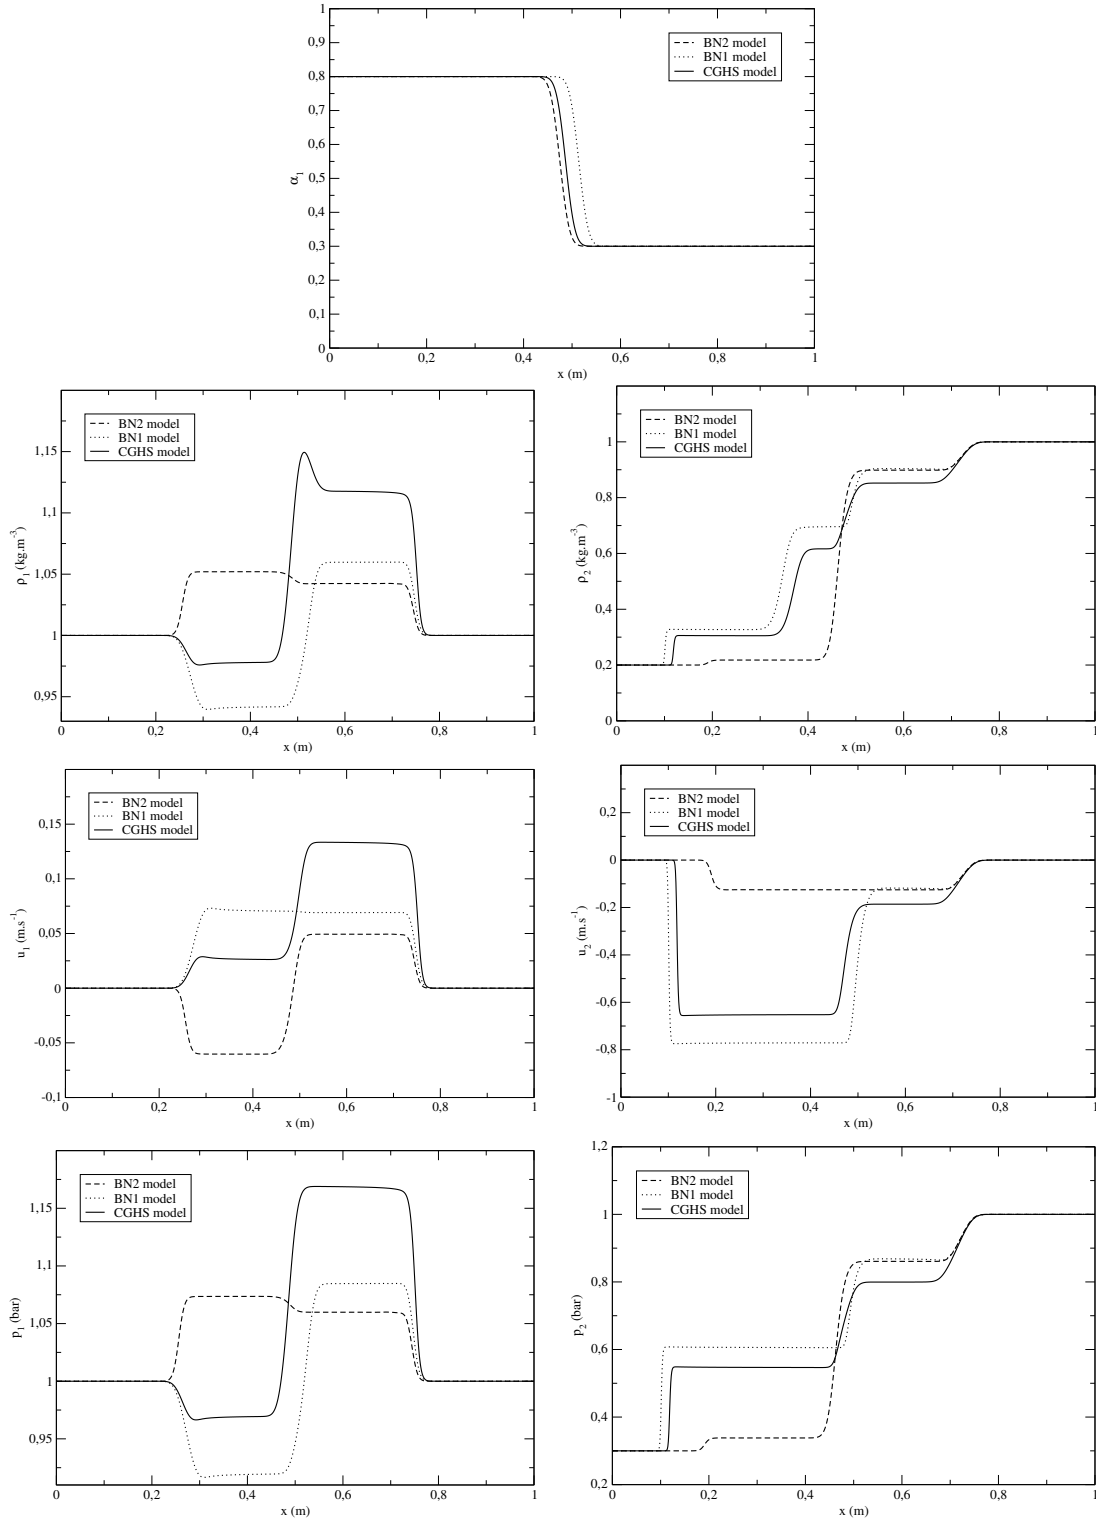 1
0,9
0,8
0,7
0,6
0,5
0,4
0,3
0,2
0,1
0
α1
BN2 model
BN1 model
CGHS model
0 0,2 0,4 0,6 0,8 1
x (m)
1,15
1,1
1,05
1
0,95
ρ1 (kg.m-3)
BN2 model
BN1 model
CGHS model
0 0,2 0,4 0,6 0,8 1
x (m)
1
0,8
0,6
0,4
0,2
0
ρ2 (kg.m-3)
BN2 model
BN1 model
CGHS model
0 0,2 0,4 0,6 0,8 1
x (m)
0,15
0,1
0,05
0
-0,05
-0,1
u1 (m.s-1)
BN2 model
BN1 model
CGHS model
0 0,2 0,4 0,6 0,8 1
x (m)
0,2
0
-0,2
-0,4
-0,6
-0,8
-1
u2 (m.s-1)
BN2 model
BN1 model
CGHS model
0 0,2 0,4 0,6 0,8 1
x (m)
1,15
1,1
1,05
1
0,95
p1 (bar)
BN2 model
BN1 model
CGHS model
0 0,2 0,4 0,6 0,8 1
x (m)
1,2
1
0,8
0,6
0,4
0,2
p2 (bar)
BN2 model
BN1 model
CGHS model
0 0,2 0,4 0,6 0,8 1
x (m)